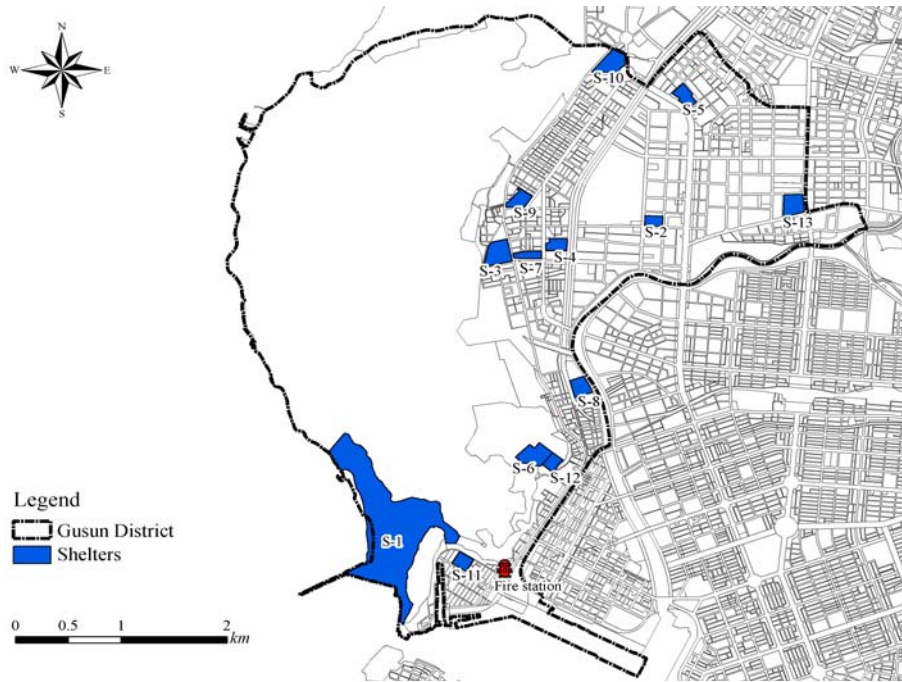 N
W E
S
S-10
S-5
S-9
S-2
S-13
S-4
S-7
S-3
S-8
S-6
S-12
Legend
Gusun District
Shelters
S-1
S-11
Fire station
0 0.5 1 2
km